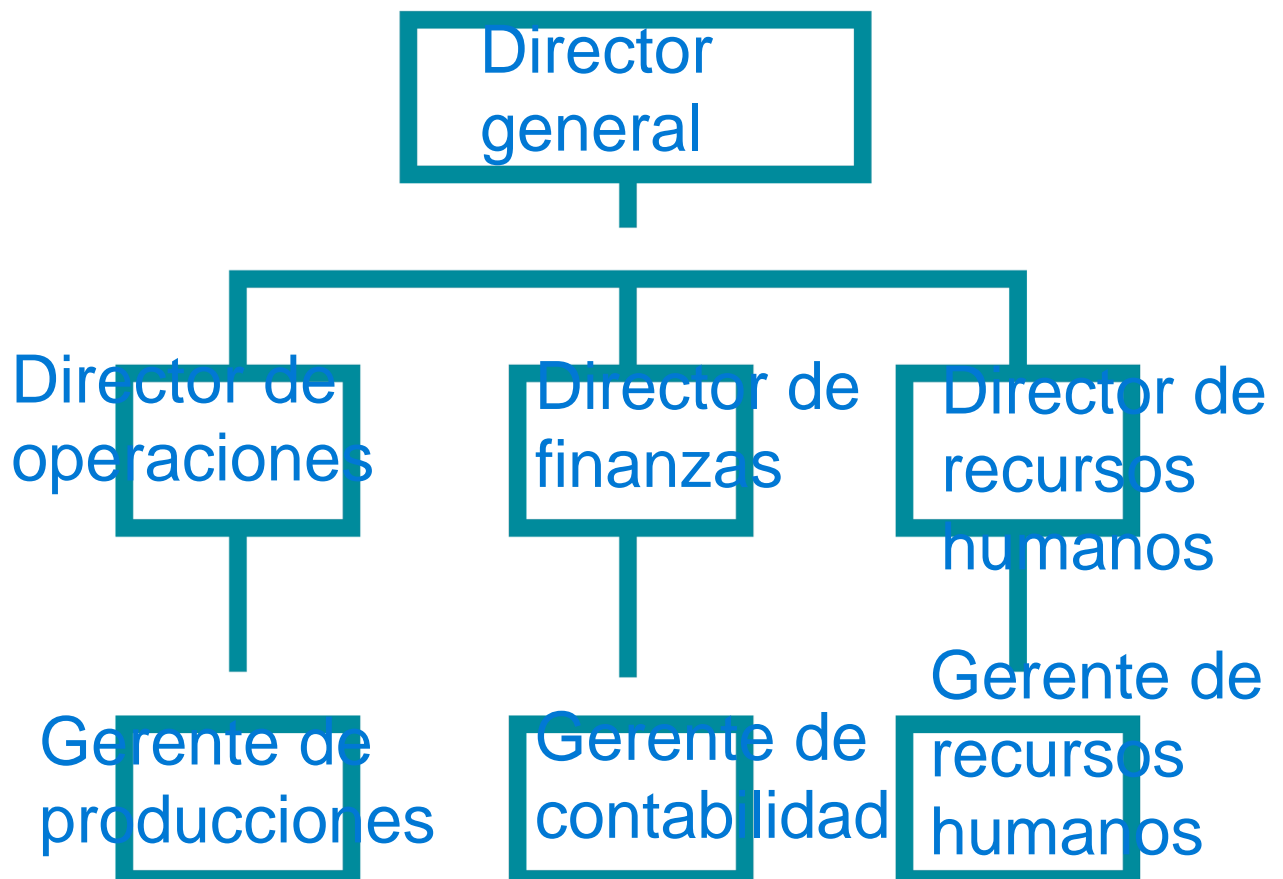 Director
general
Director de
operaciones
Director de
finanzas
Director de
recursos
humanos
Gerente de
producciones
Gerente de
contabilidad
Gerente de
recursos
humanos